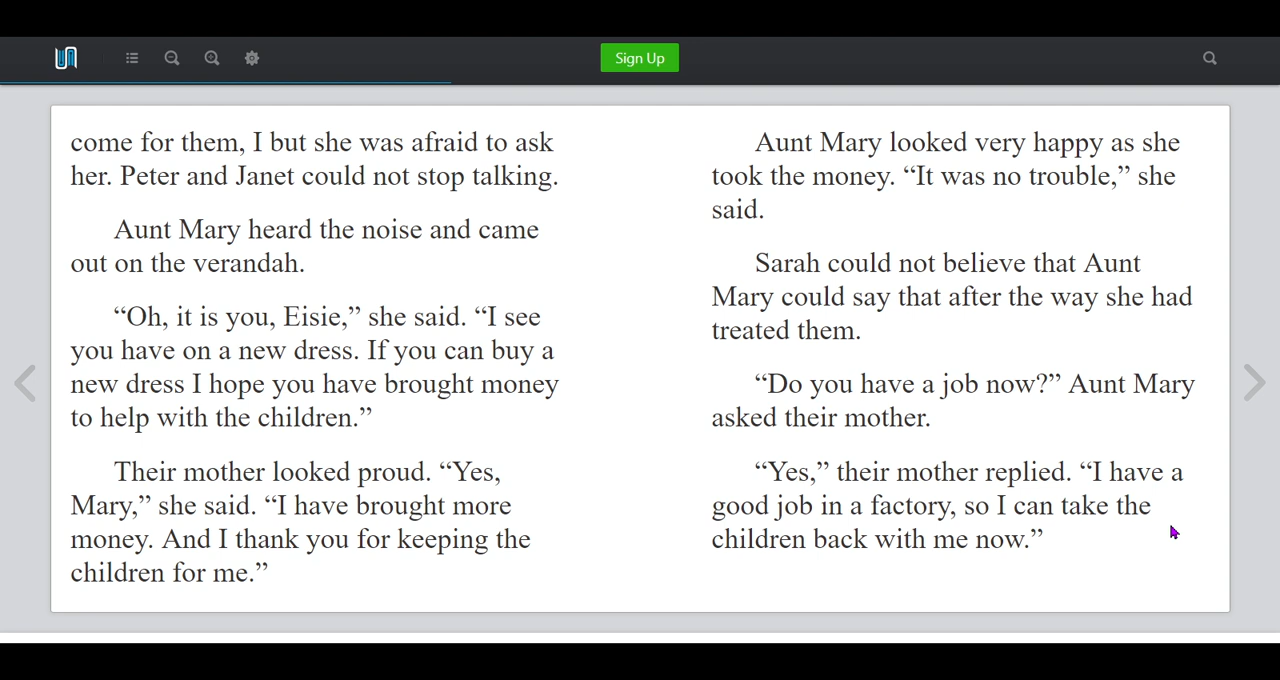 Sign Up
come for them, I but she was afraid to ask
her. Peter and Janet could not stop talking.
Aunt Mary heard the noise and came
out on the verandah.
“Oh, it is you, Eisie,” she said. “I see
you have on a new dress. If you can buy a
new dress I hope you have brought money
to help with the children.”
Their mother looked proud. “Yes,
Mary,” she said. “I have brought more
money. And I thank you for keeping the
children for me.”
Aunt Mary looked very happy as she
took the money. “It was no trouble,” she
said.
Sarah could not believe that Aunt
Mary could say that after the way she had
treated them.
“Do you have a job now?” Aunt Mary
asked their mother.
“Yes,” their mother replied. “I have a
good job in a factory, so I can take the
children back with me now.”